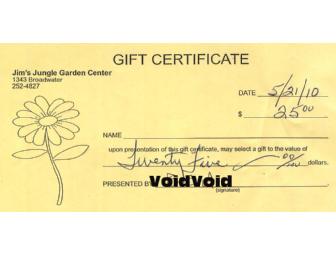 GIFT CERTIFICATE
Jim's Jungle Garden Center
1343 Broadwater
252-4827
DATE 5/21/10
$ 25.00
NAME
upon presentation of this gift certificate, may select a gift to the value of
Twenty Five 00/100 dollars.
PRESENTED BY VoidVoid
(signature)